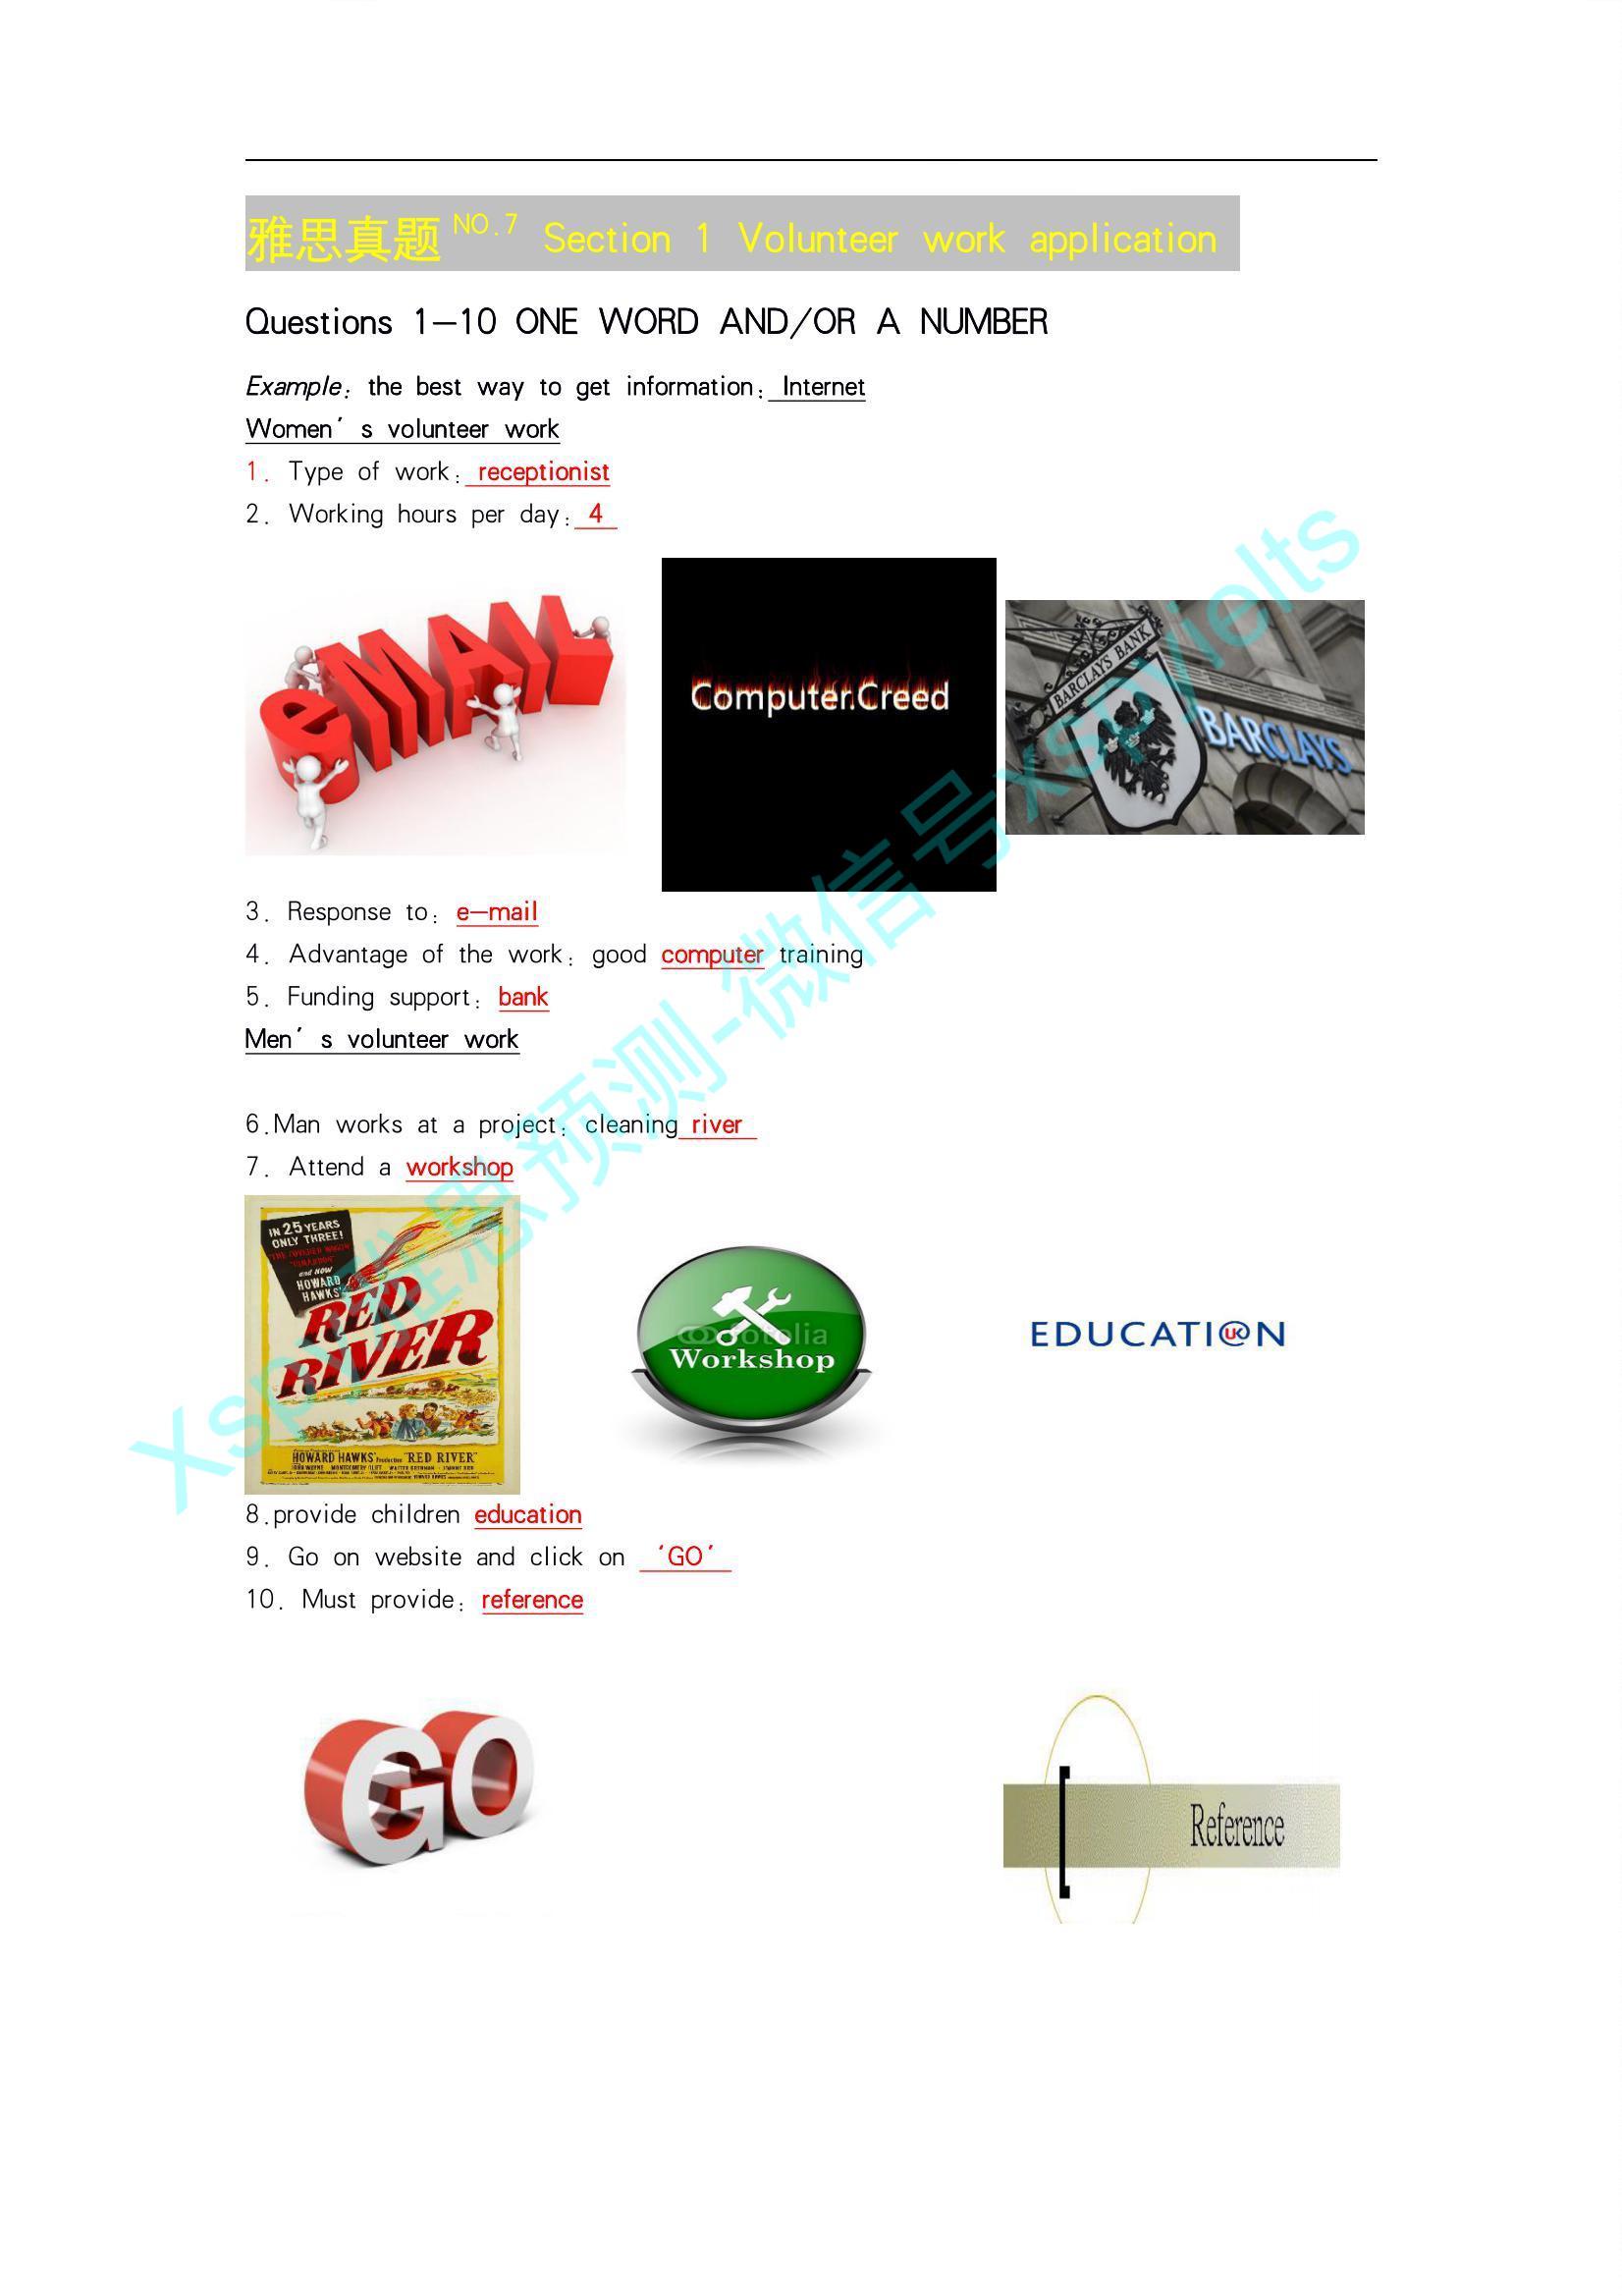 雅思真题 NO.7 Section 1 Volunteer work application
Questions 1—10 ONE WORD AND/OR A NUMBER
Example: the best way to get information: Internet
Women's volunteer work
1. Type of work: receptionist
2. Working hours per day: 4
eMAIL
Computer.Creed
BARCLAYS BANK
BARCLAYS
3. Response to: e—mail
4. Advantage of the work: good computer training
5. Funding support: bank
Men's volunteer work
6.Man works at a project: cleaning river
7. Attend a workshop
IN 25 YEARS
ONLY THREE!
and NOW
HOWARD
HAWKS'
RED
RIVER
HOWARD HAWKS' Production "RED RIVER"
fotolia
Workshop
EDUCATI@N
UK
8.provide children education
9. Go on website and click on 'GO'
10. Must provide: reference
GO
Reference
Xspy雅思预测-微信号xspyielts